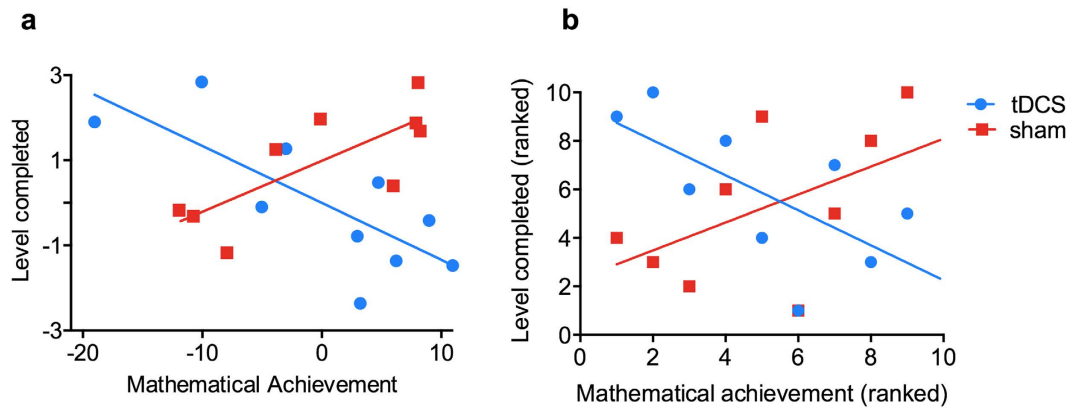 a
3
1
-1
-3
Level completed
-20 -10 0 10
Mathematical Achievement
b
10
8
6
4
2
0
Level completed (ranked)
0 2 4 6 8 10
Mathematical achievement (ranked)
tDCS
sham